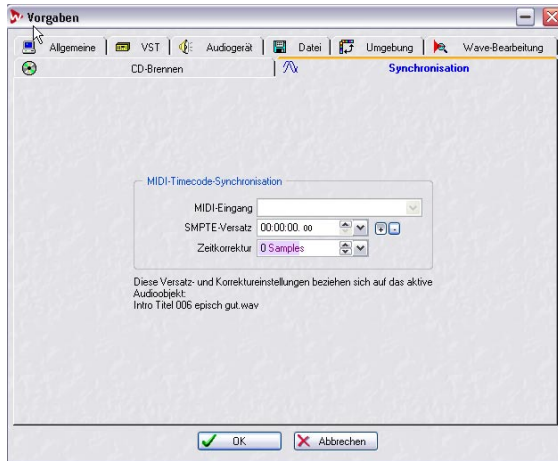 Vorgaben
Allgemeine VST Audiogerät Datei Umgebung Wave-Bearbeitung
CD-Brennen Synchronisation
MIDI-Timecode-Synchronisation
MIDI-Eingang
SMPTE-Versatz 00:00:00. 00
Zeitkorrektur 0 Samples
Diese Versatz- und Korrektureinstellungen beziehen sich auf das aktive
Audioobjekt:
Intro Titel 006 episch gut.wav
OK Abbrechen